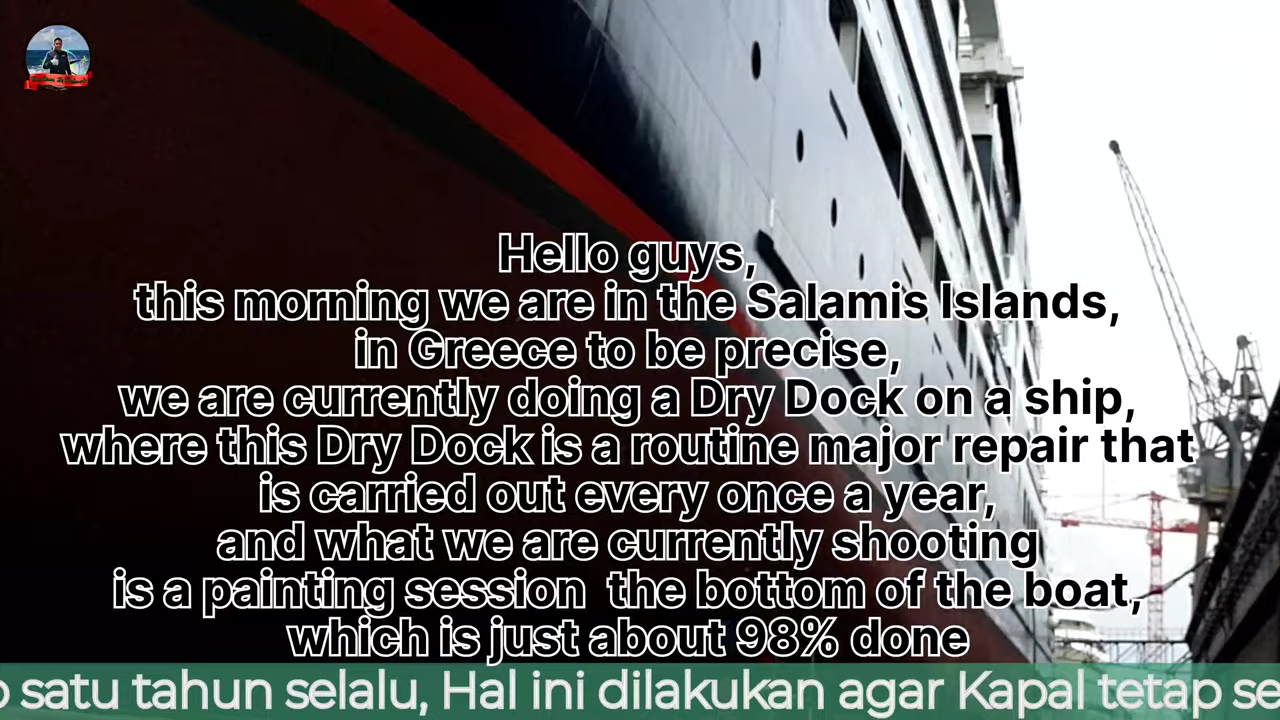 Hello guys,
this morning we are in the Salamis Islands,
in Greece to be precise,
we are currently doing a Dry Dock on a ship,
where this Dry Dock is a routine major repair that
is carried out every once a year,
and what we are currently shooting
is a painting session the bottom of the boat,
which is just about 98% done
satu tahun selalu, Hal ini dilakukan agar Kapal tetap